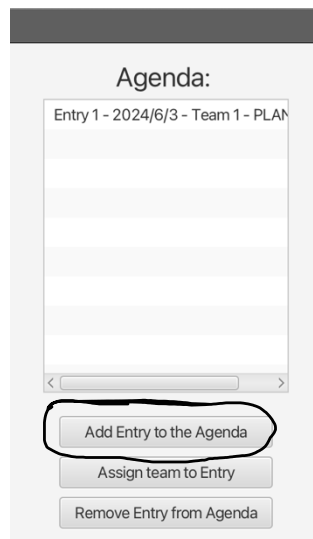 Agenda:
Entry 1 - 2024/6/3 - Team 1 - PLAN
Add Entry to the Agenda
Assign team to Entry
Remove Entry from Agenda